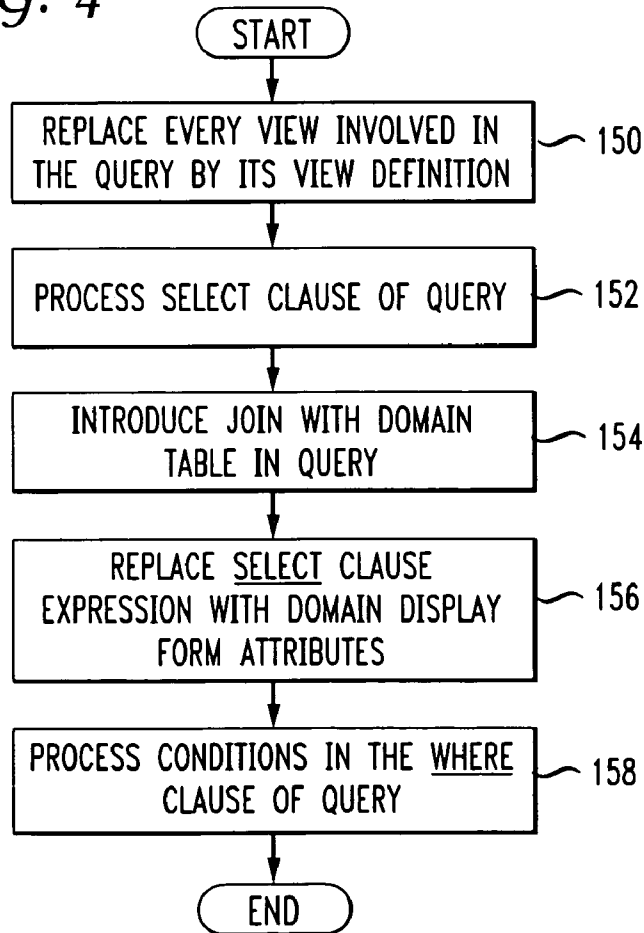 g. 4
START
REPLACE EVERY VIEW INVOLVED IN
THE QUERY BY ITS VIEW DEFINITION
150
PROCESS SELECT CLAUSE OF QUERY
152
INTRODUCE JOIN WITH DOMAIN
TABLE IN QUERY
154
REPLACE SELECT CLAUSE
EXPRESSION WITH DOMAIN DISPLAY
FORM ATTRIBUTES
156
PROCESS CONDITIONS IN THE WHERE
CLAUSE OF QUERY
158
END